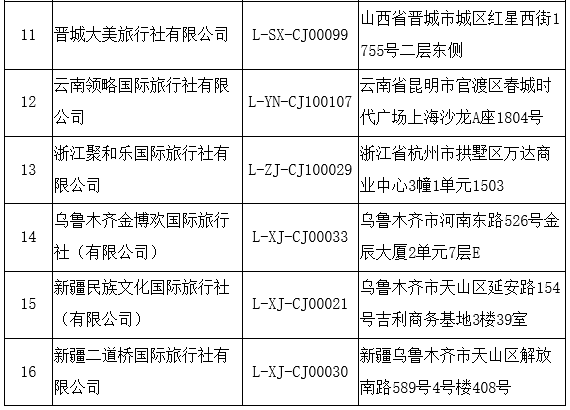 11 晋城大美旅行社有限公司 L-SX-CJ00099 山西省晋城市城区红星西街1
755号二层东侧
12 云南领略国际旅行社有限
公司 L-YN-CJ100107 云南省昆明市官渡区春城时
代广场上海沙龙A座1804号
13 浙江聚和乐国际旅行社有
限公司 L-ZJ-CJ100029 浙江省杭州市拱墅区万达商
业中心3幢1单元1503
14 乌鲁木齐金博欢国际旅行
社（有限公司） L-XJ-CJ00033 乌鲁木齐市河南东路526号金
辰大厦2单元7层E
15 新疆民族文化国际旅行社
（有限公司） L-XJ-CJ00021 乌鲁木齐市天山区延安路154
号吉利商务基地3楼39室
16 新疆二道桥国际旅行社有
限公司 L-XJ-CJ00030 新疆乌鲁木齐市天山区解放
南路589号4号楼408号